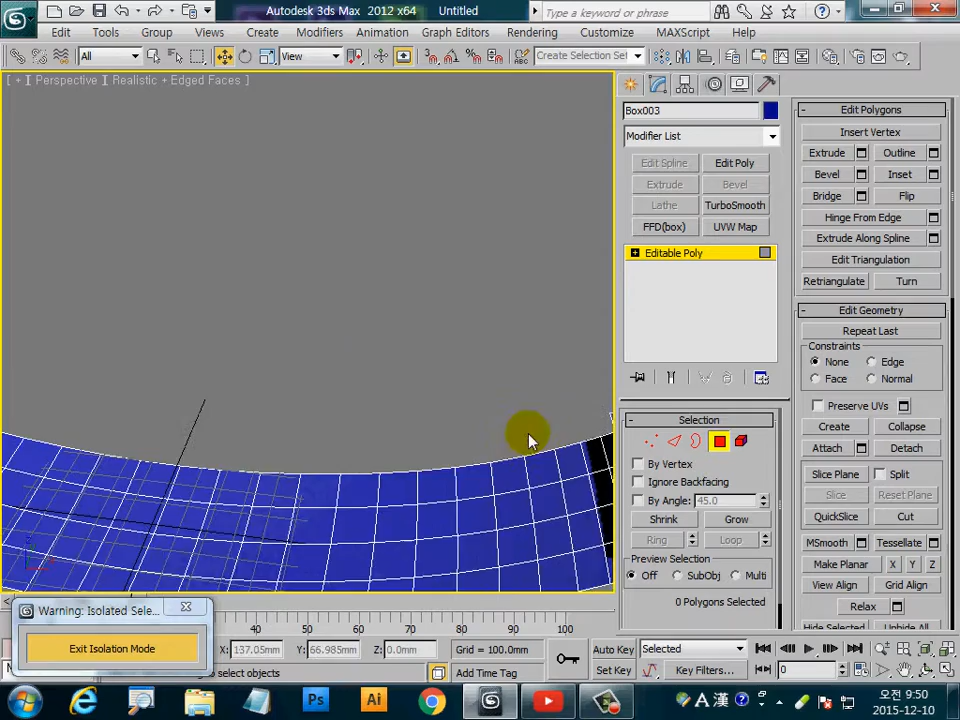 Autodesk 3ds Max 2012 x64 Untitled
Type a keyword or phrase
Edit Tools Group Views Create Modifiers Animation Graph Editors Rendering Customize MAXScript Help
All View Create Selection Set
[ + ] Perspective ] Realistic + Edged Faces ]
Box003
Modifier List
Edit Spline Edit Poly
Extrude Bevel
Lathe TurboSmooth
FFD(box) UVW Map
Editable Poly
- Selection
By Vertex
Ignore Backfacing
By Angle: 45.0
Shrink Grow
Ring Loop
Preview Selection
Off SubObj Multi
0 Polygons Selected
- Edit Polygons
Insert Vertex
Extrude Outline
Bevel Inset
Bridge Flip
Hinge From Edge
Extrude Along Spline
Edit Triangulation
Retriangulate Turn
- Edit Geometry
Repeat Last
Constraints
None Edge
Face Normal
Preserve UVs
Create Collapse
Attach Detach
Slice Plane Split
Slice Reset Plane
QuickSlice Cut
MSmooth Tessellate
Make Planar X Y Z
View Align Grid Align
Relax
Hide Selected Unhide All
Warning: Isolated Sele...
Exit Isolation Mode
40 50 60 70 80 90 100
X: 137.05mm Y: 66.985mm Z: 0.0mm Grid = 100.0mm
to select objects Add Time Tag
Auto Key Selected
Set Key Key Filters... 0
Ps Ai A 漢
오전 9:50
2015-12-10